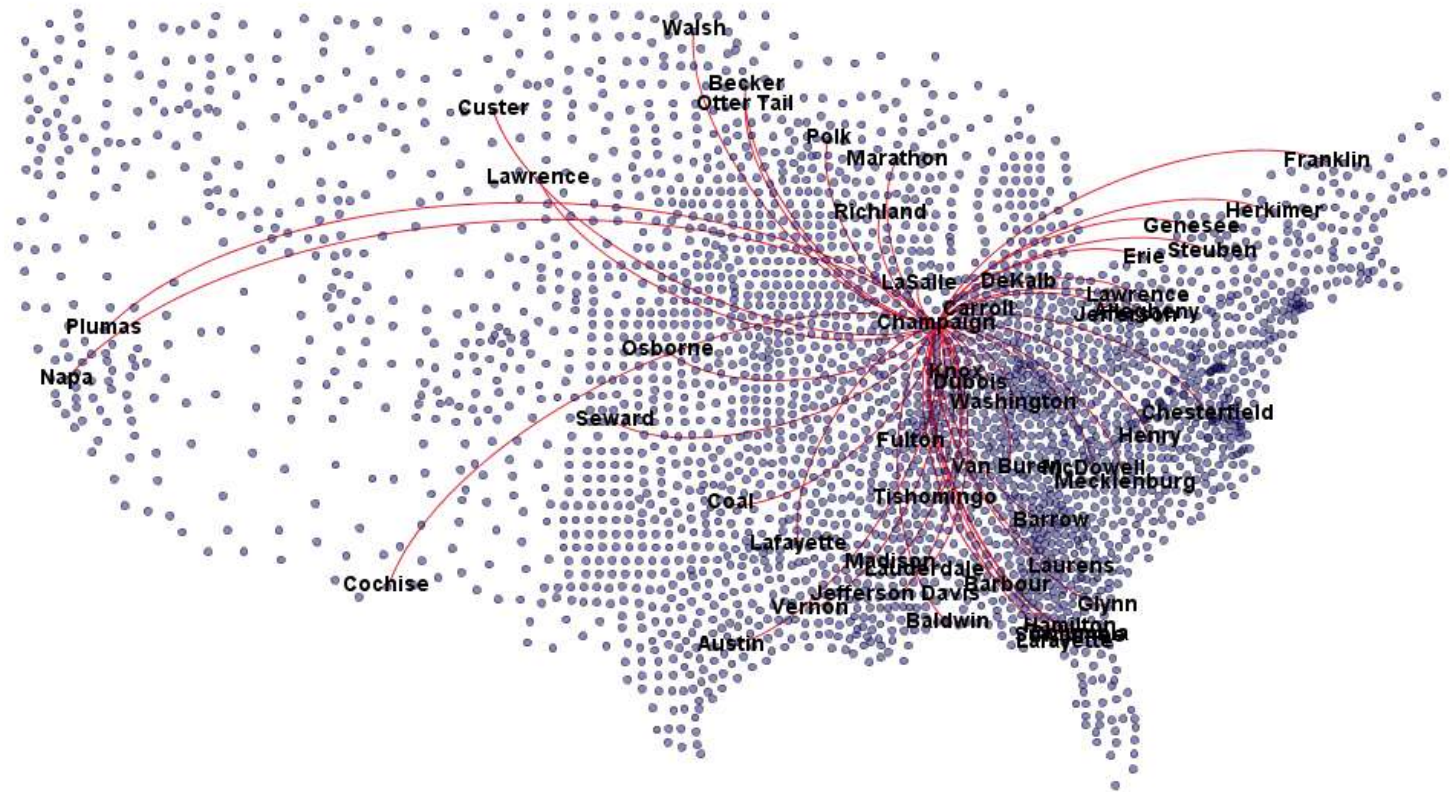 Walsh
Becker
Custer
Otter Tail
Polk
Marathon
Franklin
Lawrence
Richland
Herkimer
Genesee
Erie
Steuben
LaSalle
DeKalb
Lawrence
Carroll
Jefferson
Allegheny
Champaign
Plumas
Osborne
Knox
Napa
Dubois
Washington
Chesterfield
Seward
Henry
Fulton
Van Buren
McDowell
Mecklenburg
Coal
Tishomingo
Barrow
Lafayette
Madison
Lauderdale
Laurens
Cochise
Barbour
Jefferson Davis
Vernon
Glynn
Baldwin
Hamilton
Austin
Lafayette